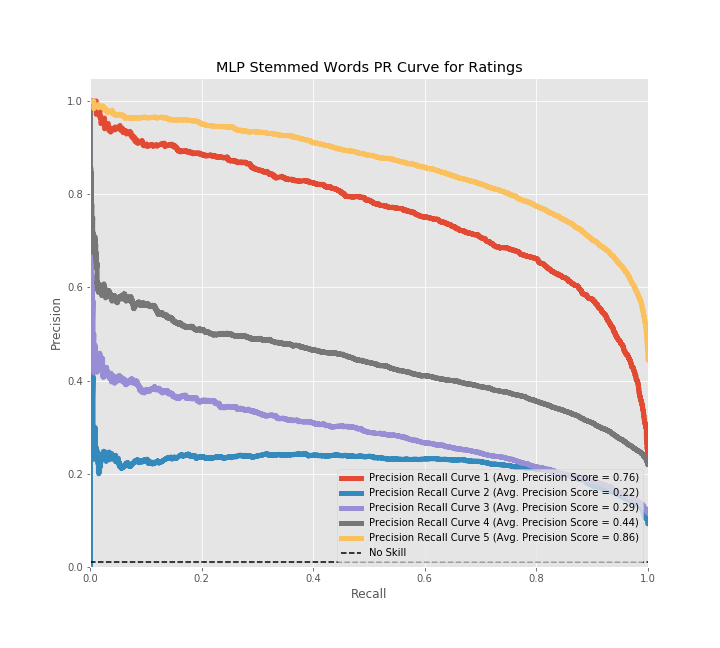 MLP Stemmed Words PR Curve for Ratings
1.0
0.8
0.6
0.4
0.2
0.0
Precision
Precision Recall Curve 1 (Avg. Precision Score = 0.76)
Precision Recall Curve 2 (Avg. Precision Score = 0.22)
Precision Recall Curve 3 (Avg. Precision Score = 0.29)
Precision Recall Curve 4 (Avg. Precision Score = 0.44)
Precision Recall Curve 5 (Avg. Precision Score = 0.86)
No Skill
0.0 0.2 0.4 0.6 0.8 1.0
Recall